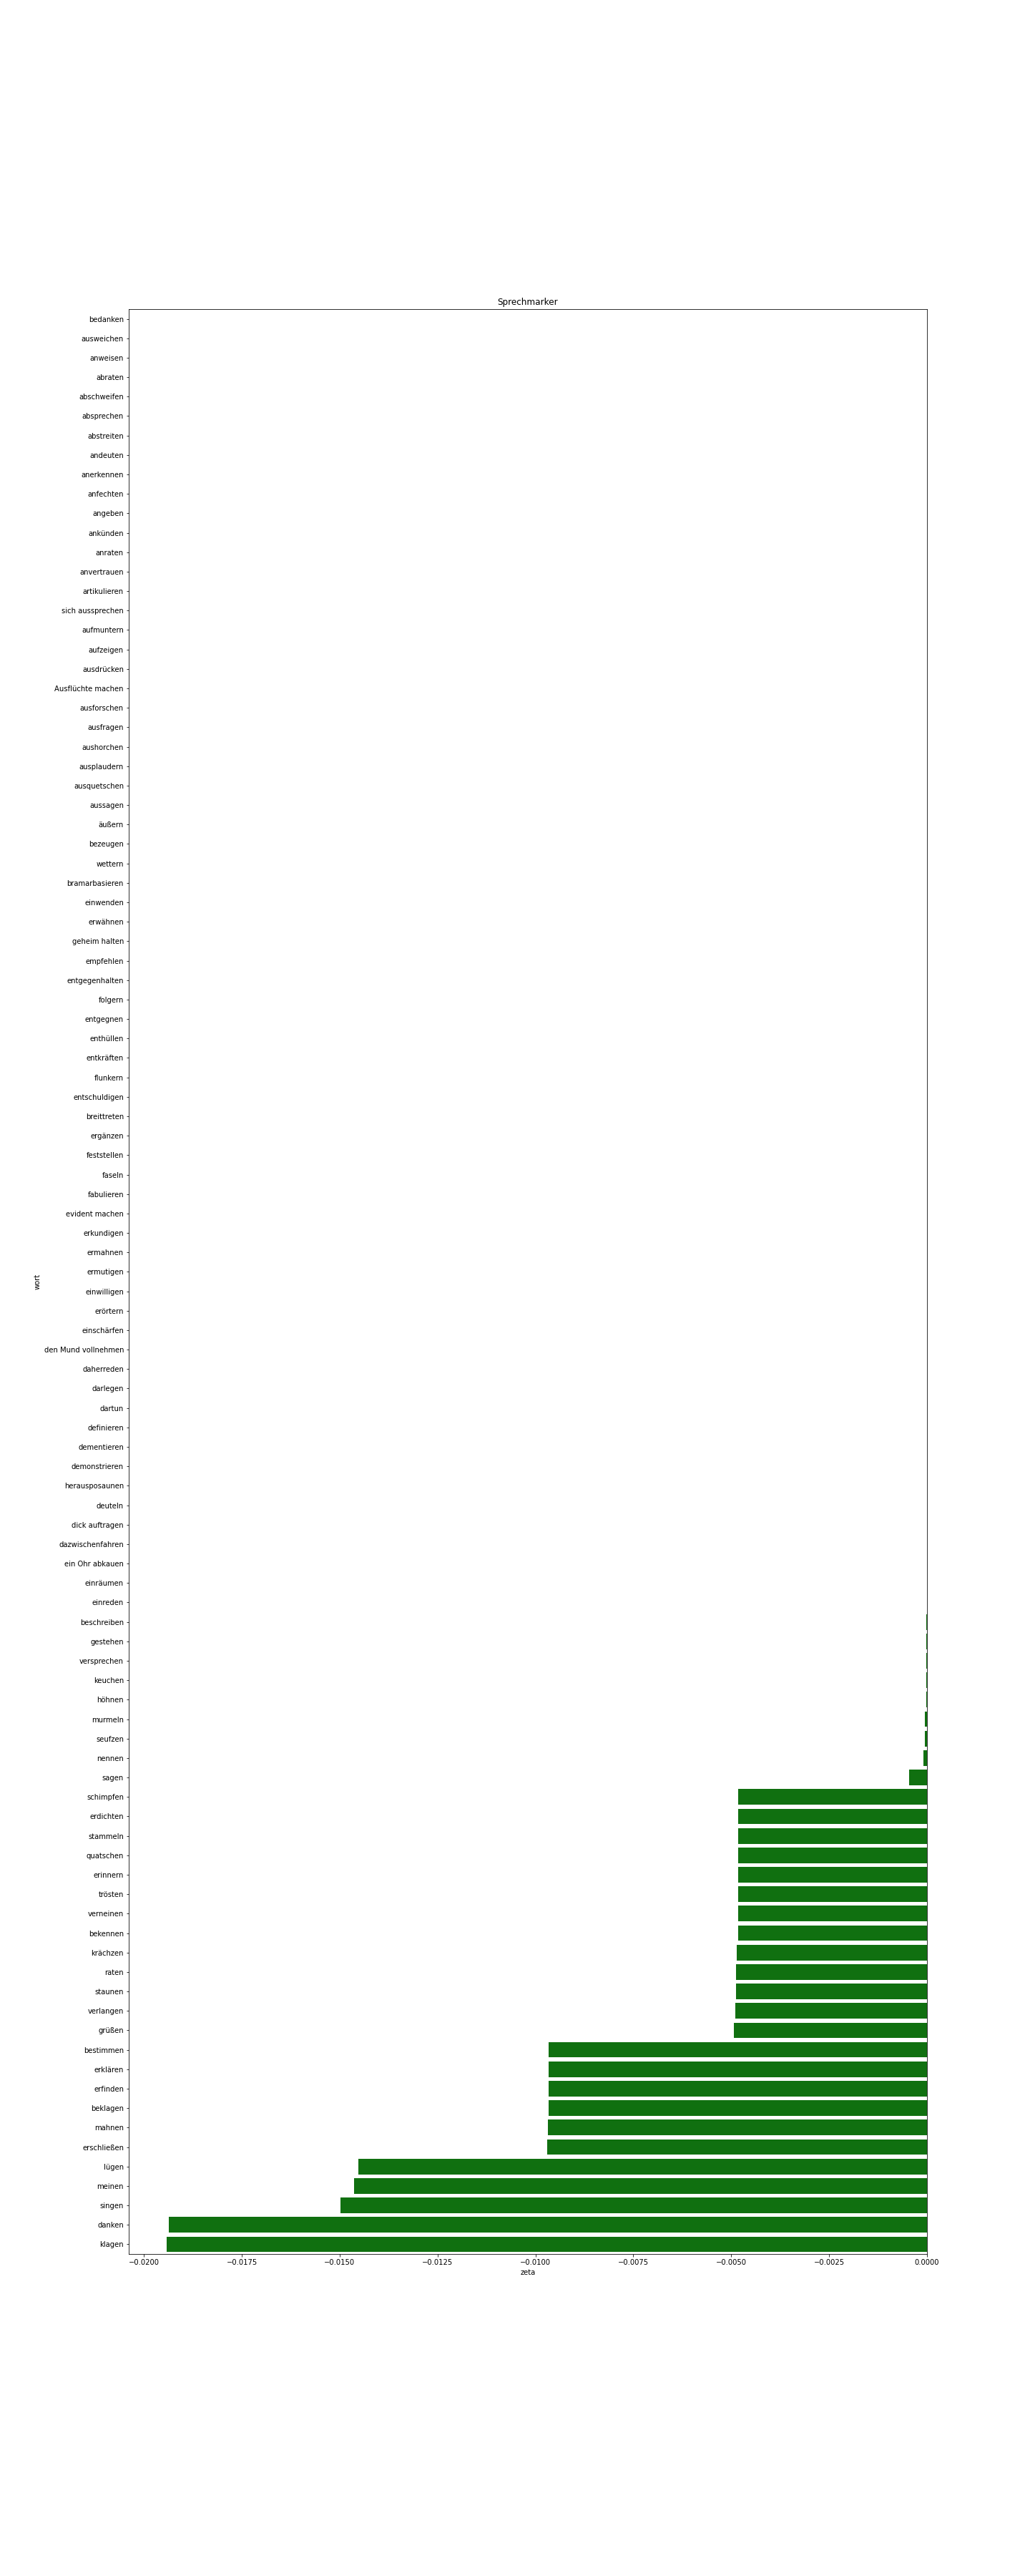 Sprechmarker
bedanken
ausweichen
anweisen
abraten
abschweifen
absprechen
abstreiten
andeuten
anerkennen
anfechten
angeben
ankünden
anraten
anvertrauen
artikulieren
sich aussprechen
aufmuntern
aufzeigen
ausdrücken
Ausflüchte machen
ausforschen
ausfragen
aushorchen
ausplaudern
ausquetschen
aussagen
äußern
bezeugen
wettern
bramarbasieren
einwenden
erwähnen
geheim halten
empfehlen
entgegenhalten
folgern
entgegnen
enthüllen
entkräften
flunkern
entschuldigen
breittreten
ergänzen
feststellen
faseln
fabulieren
evident machen
erkundigen
ermahnen
ermutigen
wort
einwilligen
erörtern
einschärfen
den Mund vollnehmen
daherreden
darlegen
dartun
definieren
dementieren
demonstrieren
herausposaunen
deuteln
dick auftragen
dazwischenfahren
ein Ohr abkauen
einräumen
einreden
beschreiben
gestehen
versprechen
keuchen
höhnen
murmeln
seufzen
nennen
sagen
schimpfen
erdichten
stammeln
quatschen
erinnern
trösten
verneinen
bekennen
krächzen
raten
staunen
verlangen
grüßen
bestimmen
erklären
erfinden
beklagen
mahnen
erschließen
lügen
meinen
singen
danken
klagen
−0.0200 −0.0175 −0.0150 −0.0125 −0.0100 −0.0075 −0.0050 −0.0025 0.0000
zeta